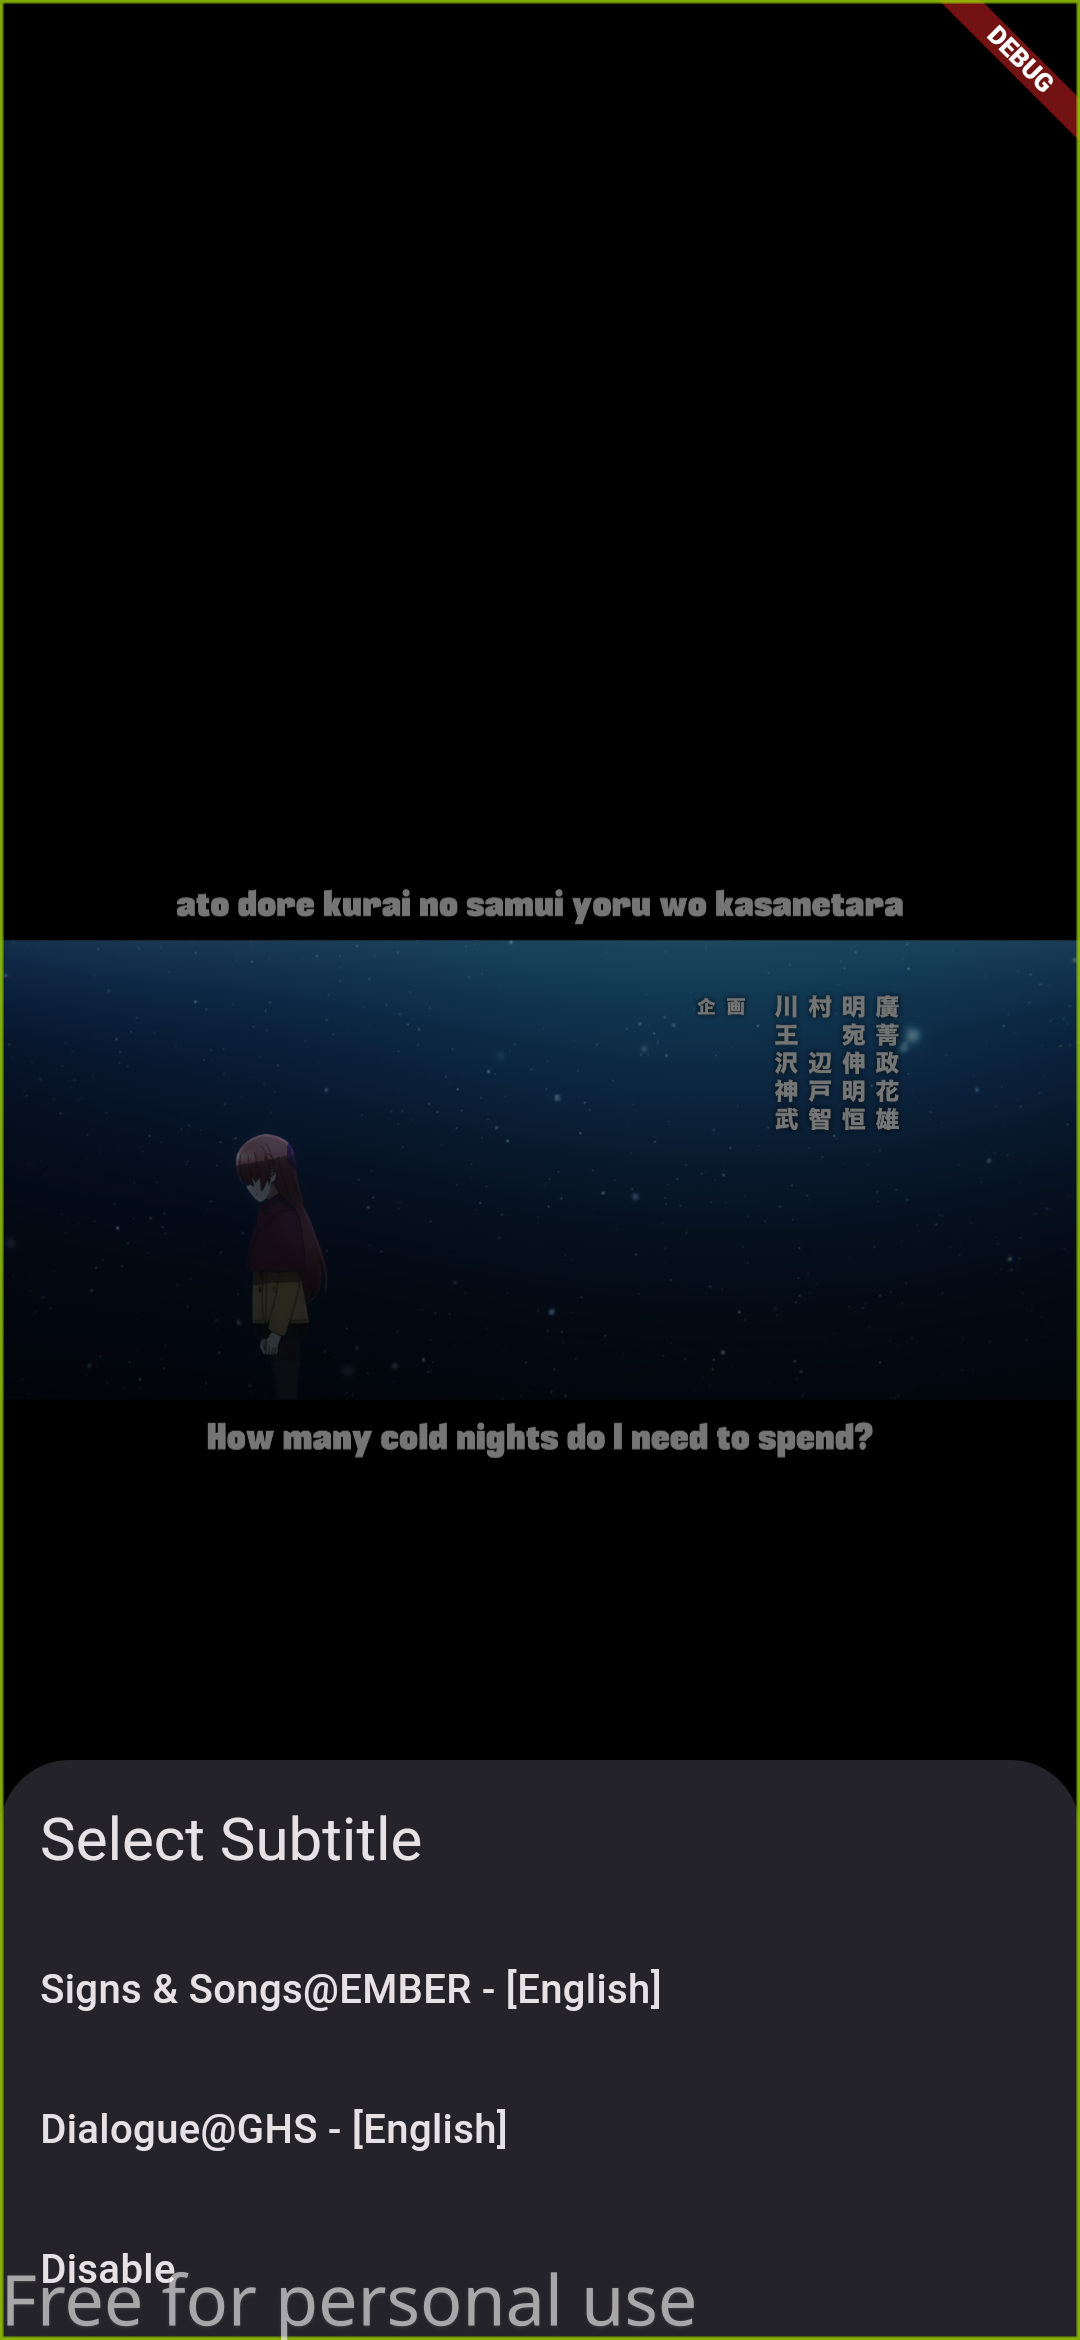 DEBUG
ato dore kurai no samui yoru wo kasanetara
企画 川村明廣
王 宛菁
沢辺伸政
神戸明花
武智恒雄
How many cold nights do I need to spend?
Select Subtitle
Signs & Songs@EMBER - [English]
Dialogue@GHS - [English]
Disable
Free for personal use